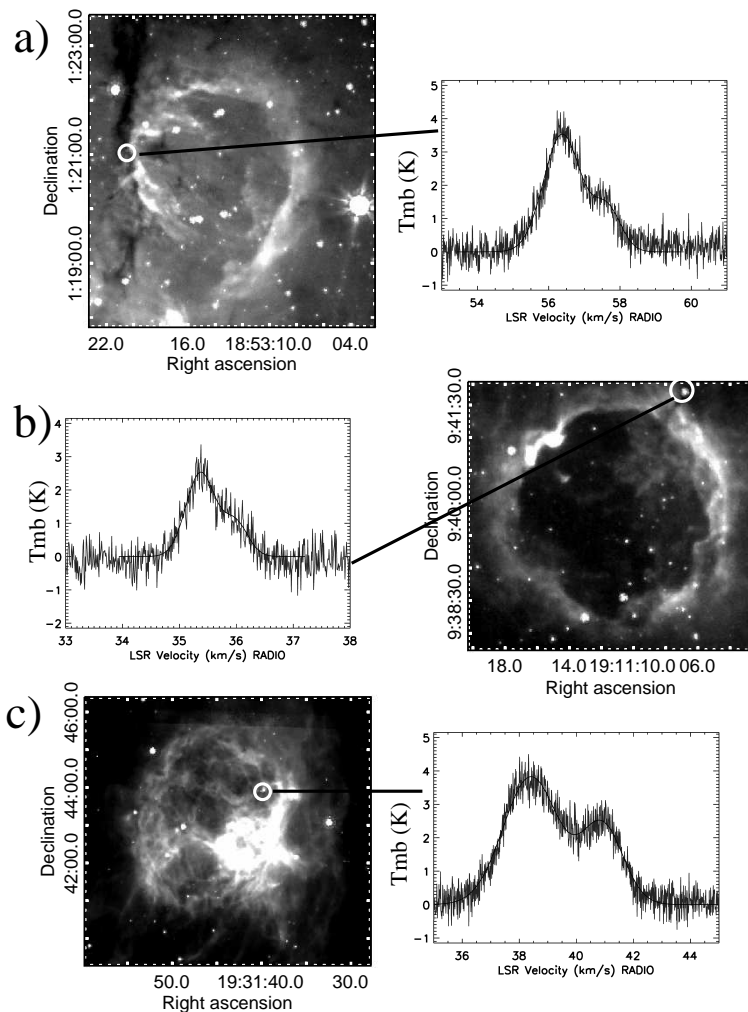 a)
Declination
1:23:00.0
1:21:00.0
1:19:00.0
22.0 16.0 18:53:10.0 04.0
Right ascension
Tmb (K)
5
4
3
2
1
0
−1
54 56 58 60
LSR Velocity (km/s) RADIO
b)
Tmb (K)
4
3
2
1
0
−1
−2
33 34 35 36 37 38
LSR Velocity (km/s) RADIO
Declination
9:41:30.0
9:40:00.0
9:38:30.0
18.0 14.0 19:11:10.0 06.0
Right ascension
c)
Declination
46:00.0
44:00.0
42:00.0
50.0 19:31:40.0 30.0
Right ascension
Tmb (K)
5
4
3
2
1
0
−1
36 38 40 42 44
LSR Velocity (km/s) RADIO